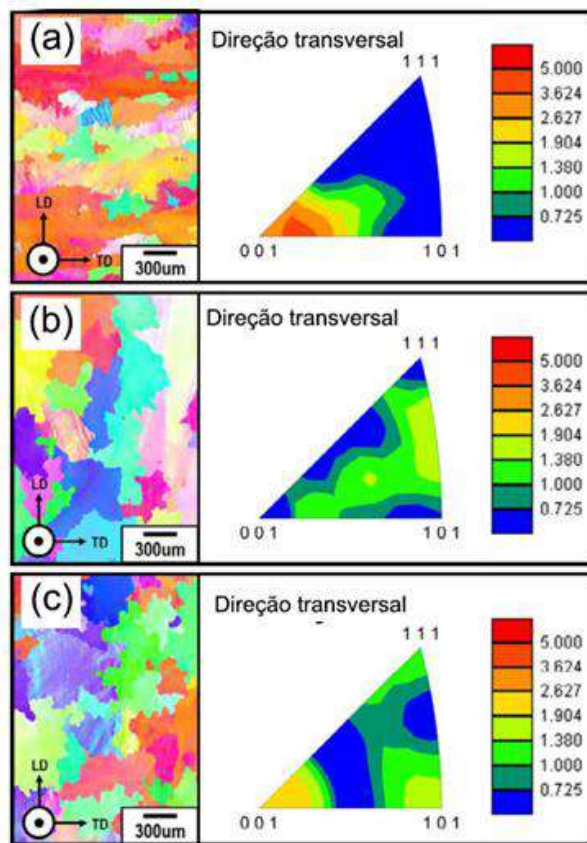 (a)
Direção transversal
1 1 1
0 0 1
1 0 1
5.000
3.624
2.627
1.904
1.380
1.000
0.725
LD
TD
300um
(b)
Direção transversal
1 1 1
0 0 1
1 0 1
5.000
3.624
2.627
1.904
1.380
1.000
0.725
LD
TD
300um
(c)
Direção transversal
1 1 1
0 0 1
1 0 1
5.000
3.624
2.627
1.904
1.380
1.000
0.725
LD
TD
300um